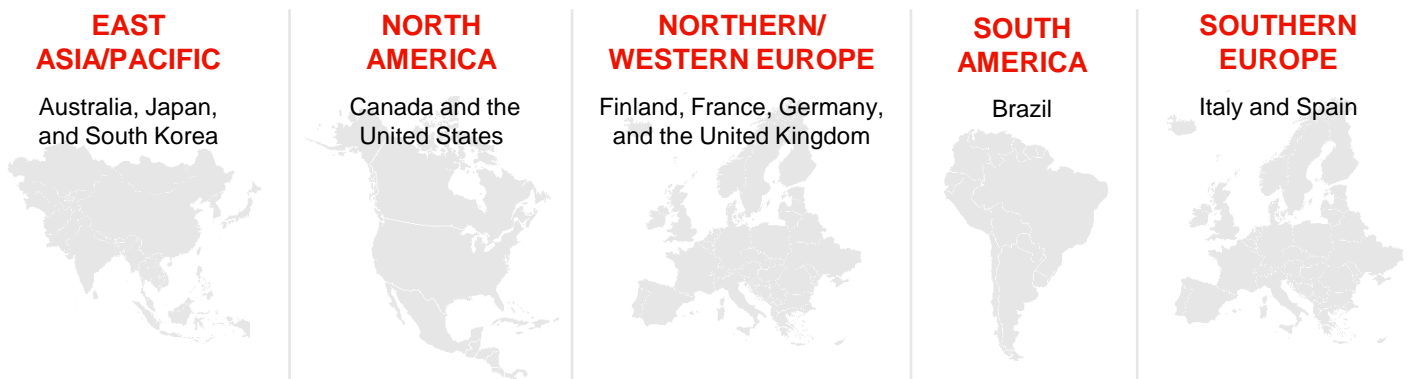 EAST
ASIA/PACIFIC
Australia, Japan,
and South Korea
NORTH
AMERICA
Canada and the
United States
NORTHERN/
WESTERN EUROPE
Finland, France, Germany,
and the United Kingdom
SOUTH
AMERICA
Brazil
SOUTHERN
EUROPE
Italy and Spain